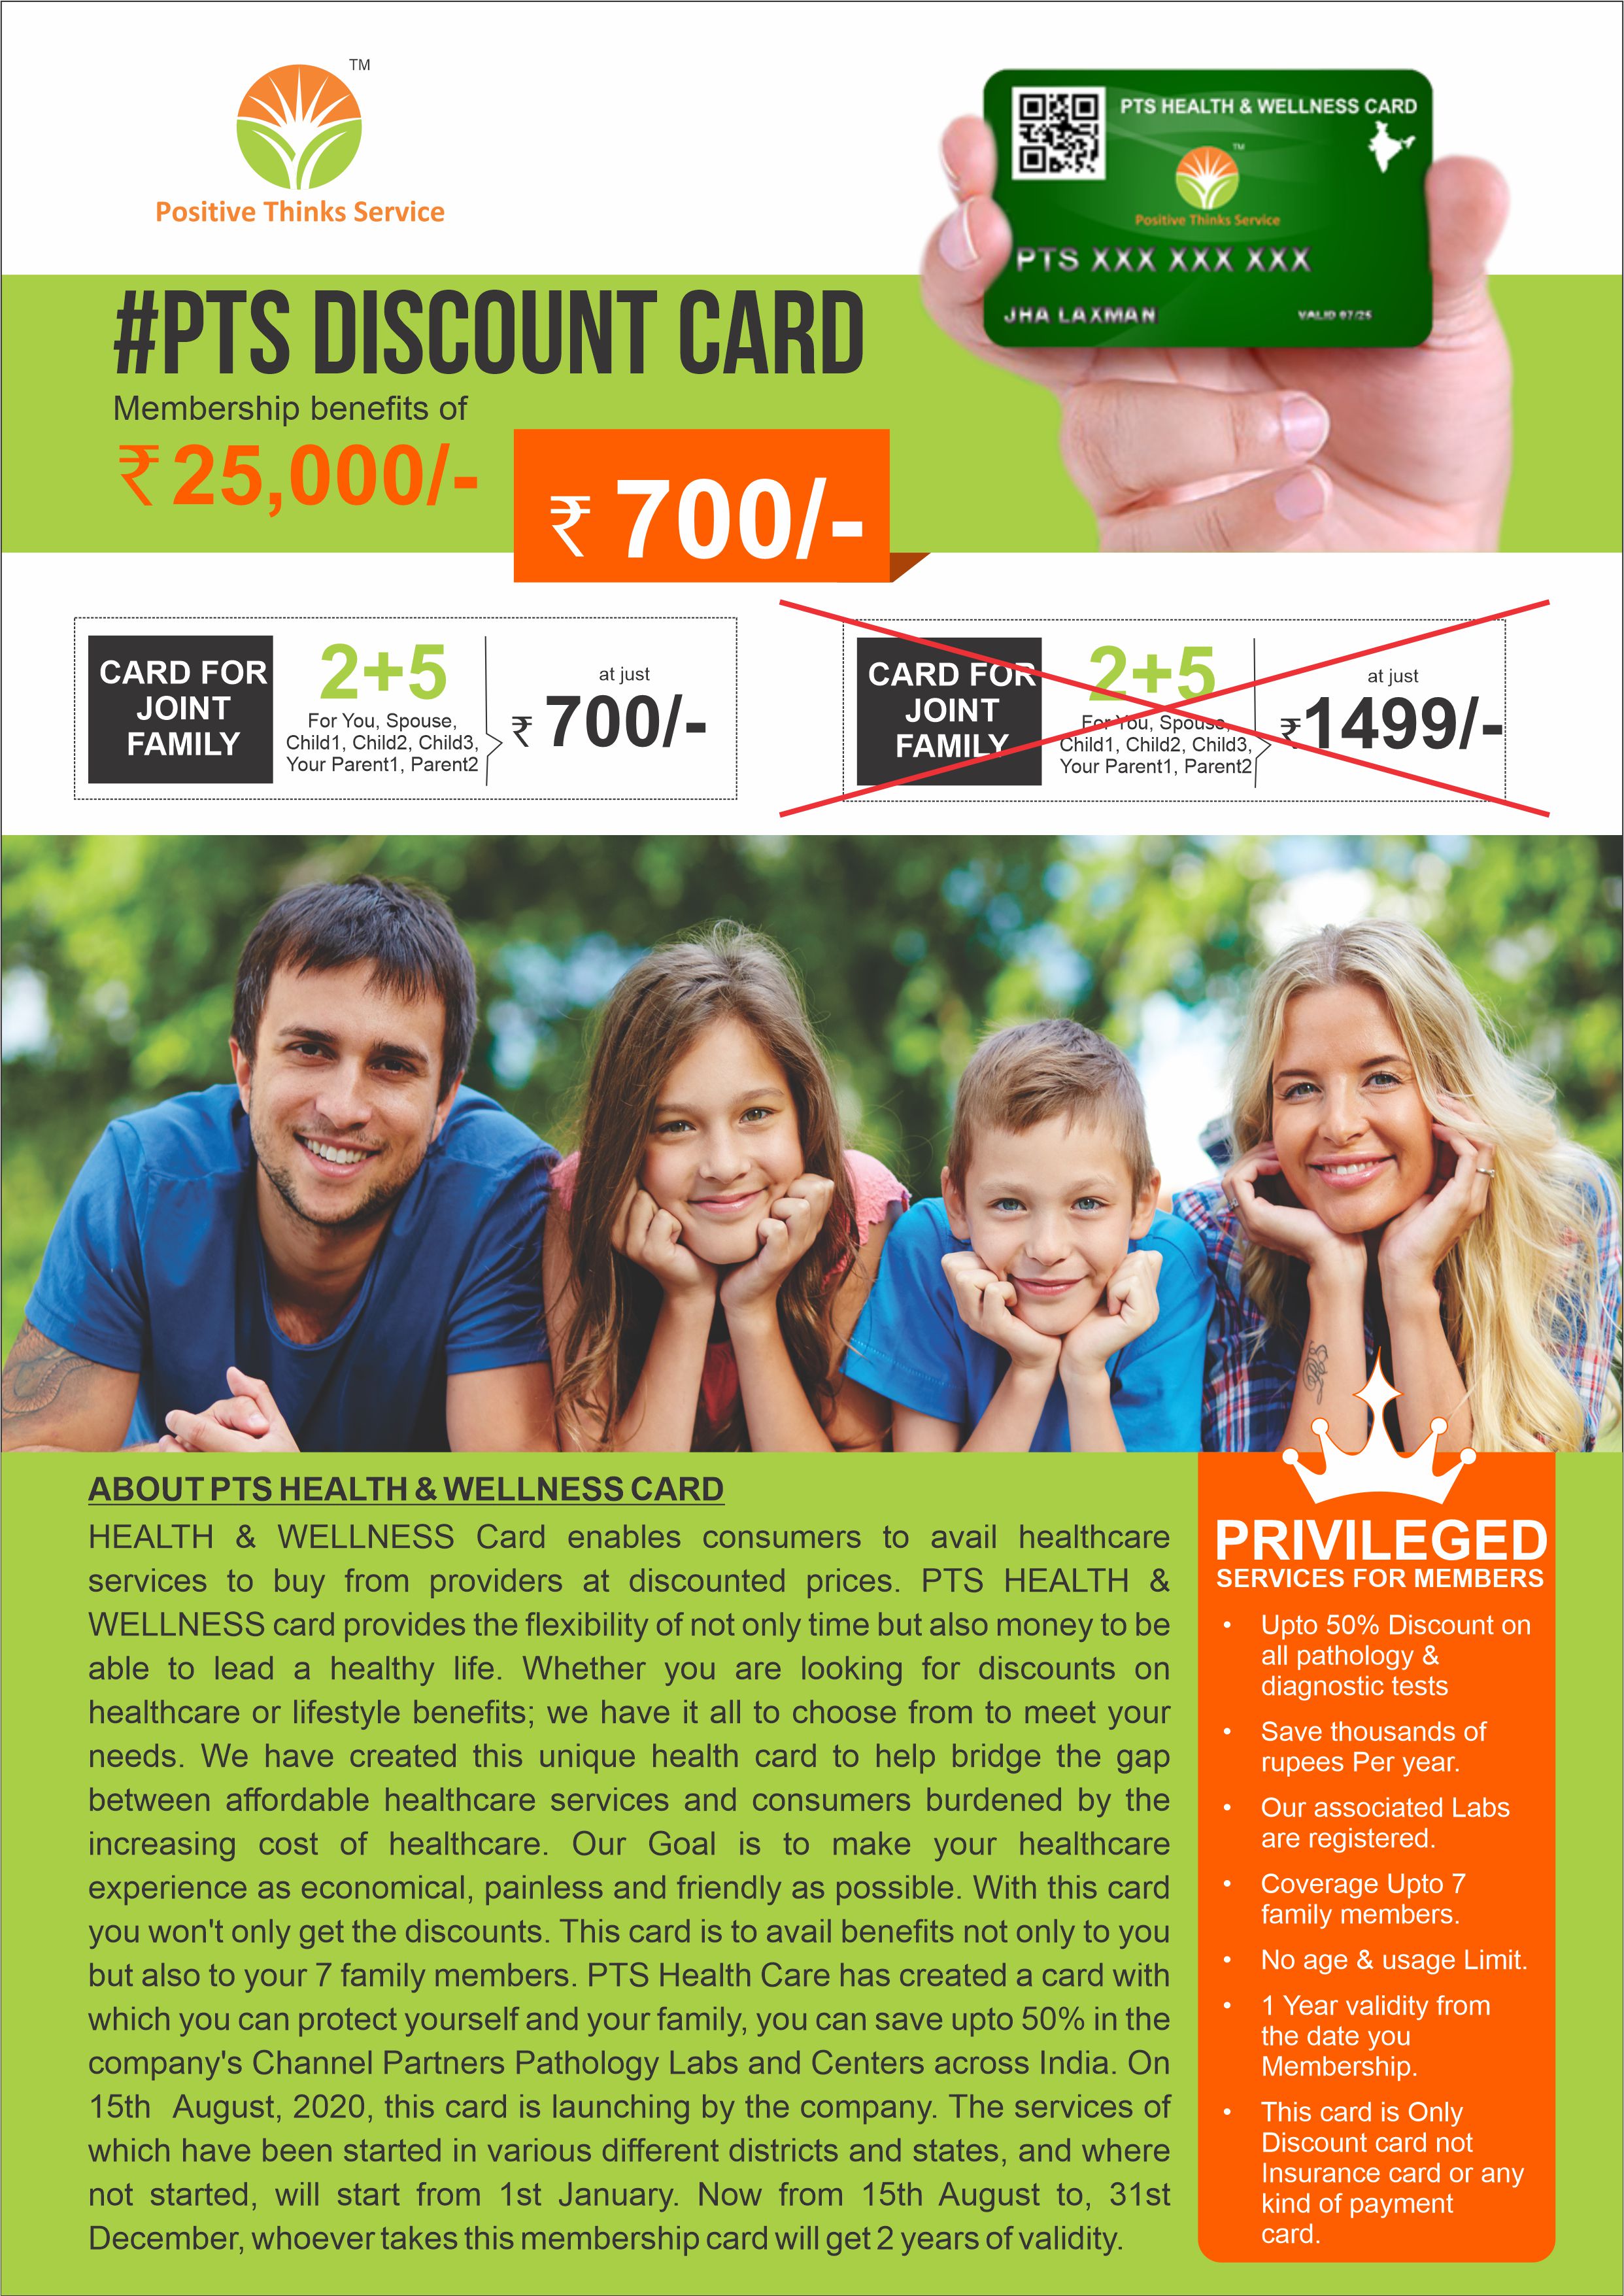 TM
Positive Thinks Service
PTS HEALTH & WELLNESS CARD
TM
Positive Thinks Service
PTS XXX XXX XXX
JHA LAXMAN
VALID 07/25
#PTS DISCOUNT CARD
Membership benefits of
₹ 25,000/-
₹ 700/-
CARD FOR
JOINT
FAMILY
2+5
For You, Spouse,
Child1, Child2, Child3,
Your Parent1, Parent2
at just
₹ 700/-
CARD FOR
JOINT
FAMILY
2+5
For You, Spouse,
Child1, Child2, Child3,
Your Parent1, Parent2
at just
₹1499/-
ABOUT PTS HEALTH & WELLNESS CARD
HEALTH & WELLNESS Card enables consumers to avail healthcare
services to buy from providers at discounted prices. PTS HEALTH &
WELLNESS card provides the flexibility of not only time but also money to be
able to lead a healthy life. Whether you are looking for discounts on
healthcare or lifestyle benefits; we have it all to choose from to meet your
needs. We have created this unique health card to help bridge the gap
between affordable healthcare services and consumers burdened by the
increasing cost of healthcare. Our Goal is to make your healthcare
experience as economical, painless and friendly as possible. With this card
you won't only get the discounts. This card is to avail benefits not only to you
but also to your 7 family members. PTS Health Care has created a card with
which you can protect yourself and your family, you can save upto 50% in the
company's Channel Partners Pathology Labs and Centers across India. On
15th August, 2020, this card is launching by the company. The services of
which have been started in various different districts and states, and where
not started, will start from 1st January. Now from 15th August to, 31st
December, whoever takes this membership card will get 2 years of validity.
PRIVILEGED
SERVICES FOR MEMBERS
• Upto 50% Discount on
all pathology &
diagnostic tests
• Save thousands of
rupees Per year.
• Our associated Labs
are registered.
• Coverage Upto 7
family members.
• No age & usage Limit.
• 1 Year validity from
the date you
Membership.
• This card is Only
Discount card not
Insurance card or any
kind of payment
card.